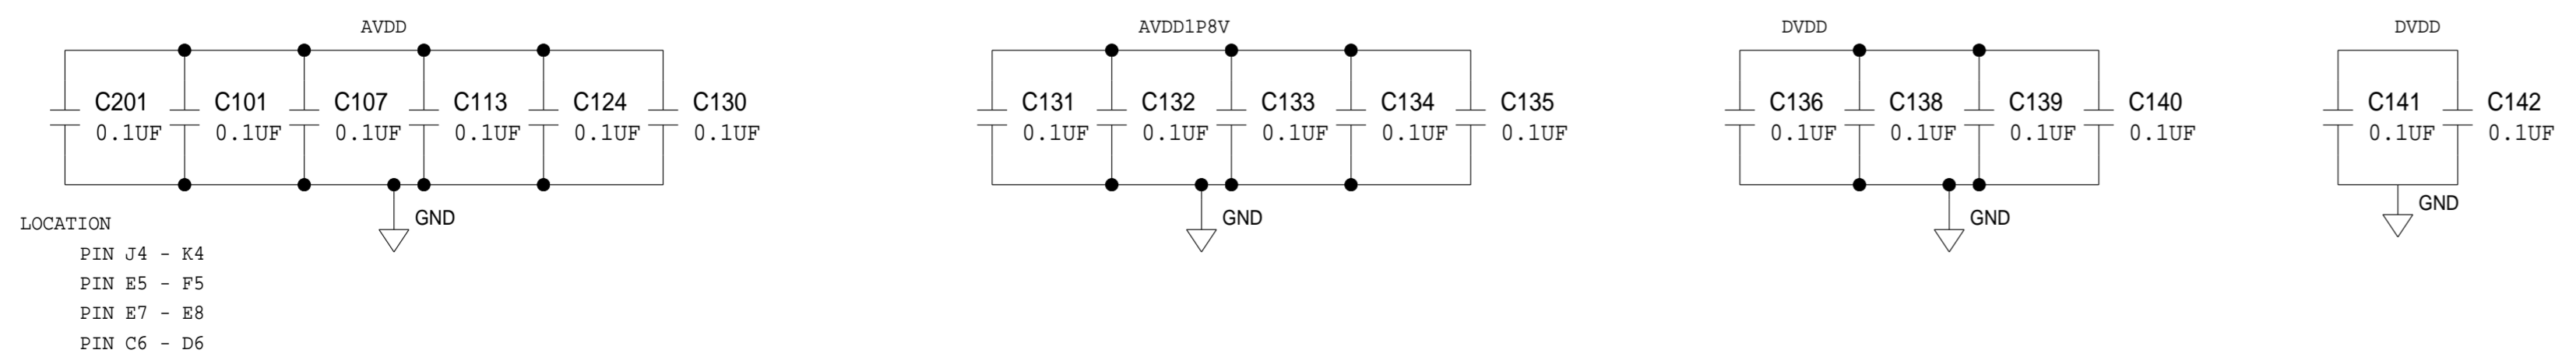 AVDD AVDD1P8V DVDD DVDD
C201 C101 C107 C113 C124 C130 C131 C132 C133 C134 C135 C136 C138 C139 C140 C141 C142
0.1UF 0.1UF 0.1UF 0.1UF 0.1UF 0.1UF 0.1UF 0.1UF 0.1UF 0.1UF 0.1UF 0.1UF 0.1UF 0.1UF 0.1UF 0.1UF 0.1UF
GND GND GND GND
LOCATION
PIN J4 - K4
PIN E5 - F5
PIN E7 - E8
PIN C6 - D6